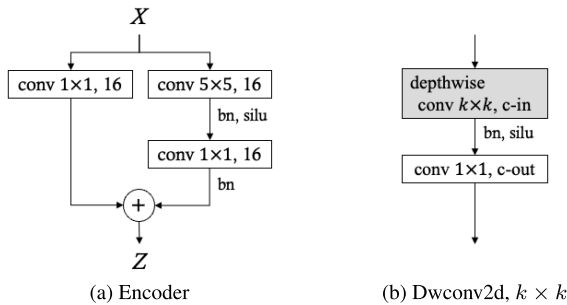 X
conv 1×1, 16
conv 5×5, 16
bn, silu
conv 1×1, 16
bn
+
Z
(a) Encoder
depthwise
conv k×k, c-in
bn, silu
conv 1×1, c-out
(b) Dwconv2d, k × k